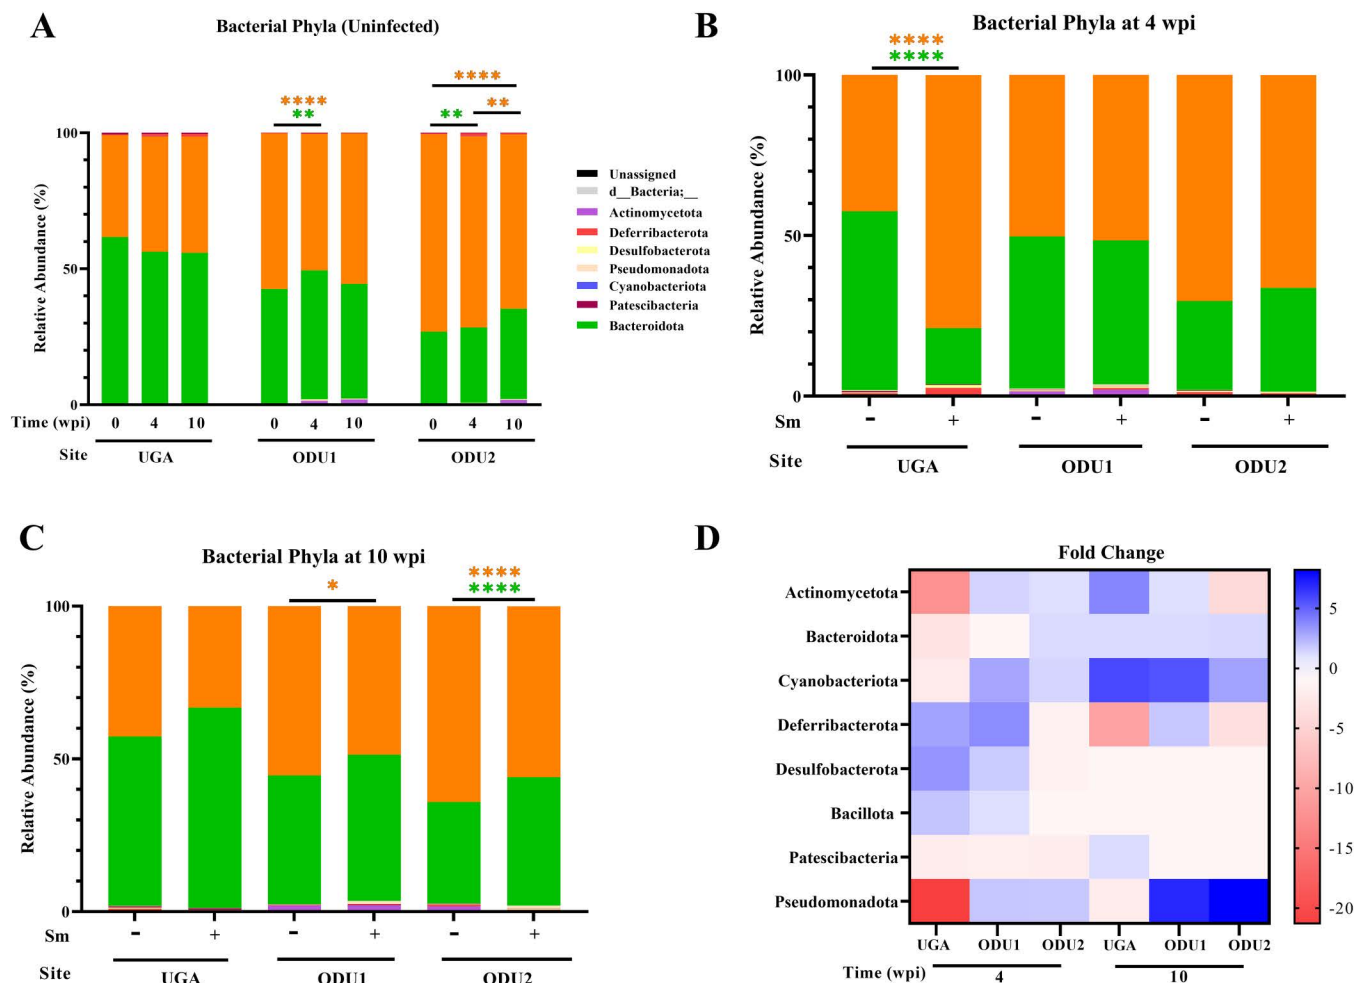 A
Bacterial Phyla (Uninfected)
****
****
**
**
**
Relative Abundance (%)
100
50
0
Time (wpi) 0 4 10 0 4 10 0 4 10
Site UGA ODU1 ODU2
Unassigned
d__Bacteria;__
Actinomycetota
Deferribacterota
Desulfobacterota
Pseudomonadota
Cyanobacteriota
Patescibacteria
Bacteroidota
B
Bacterial Phyla at 4 wpi
****
****
Relative Abundance (%)
100
50
0
Sm - + - + - +
Site UGA ODU1 ODU2
C
Bacterial Phyla at 10 wpi
*
****
****
Relative Abundance (%)
100
50
0
Sm - + - + - +
Site UGA ODU1 ODU2
D
Fold Change
Actinomycetota
Bacteroidota
Cyanobacteriota
Deferribacterota
Desulfobacterota
Bacillota
Patescibacteria
Pseudomonadota
UGA ODU1 ODU2 UGA ODU1 ODU2
Time (wpi) 4 10
5
0
-5
-10
-15
-20